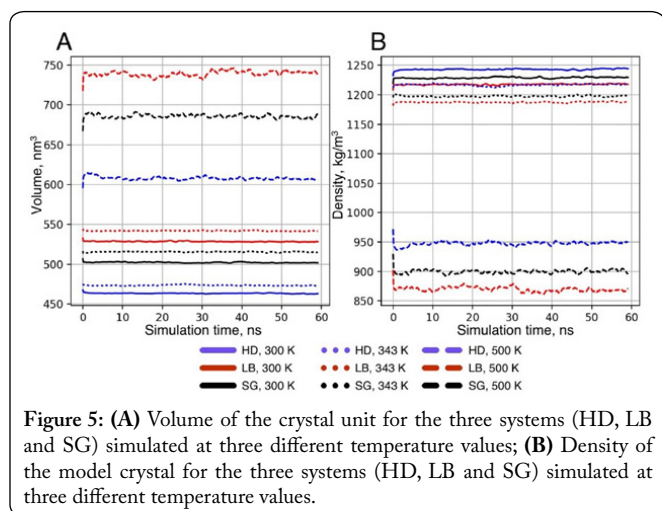 A
B
750
700
650
600
550
500
450
Volume, nm³
0 10 20 30 40 50 60
Simulation time, ns
1250
1200
1150
1100
1050
1000
950
900
850
Density, kg/m³
0 10 20 30 40 50 60
Simulation time, ns
HD, 300 K HD, 343 K HD, 500 K
LB, 300 K LB, 343 K LB, 500 K
SG, 300 K SG, 343 K SG, 500 K
Figure 5: (A) Volume of the crystal unit for the three systems (HD, LB
and SG) simulated at three different temperature values; (B) Density of
the model crystal for the three systems (HD, LB and SG) simulated at
three different temperature values.